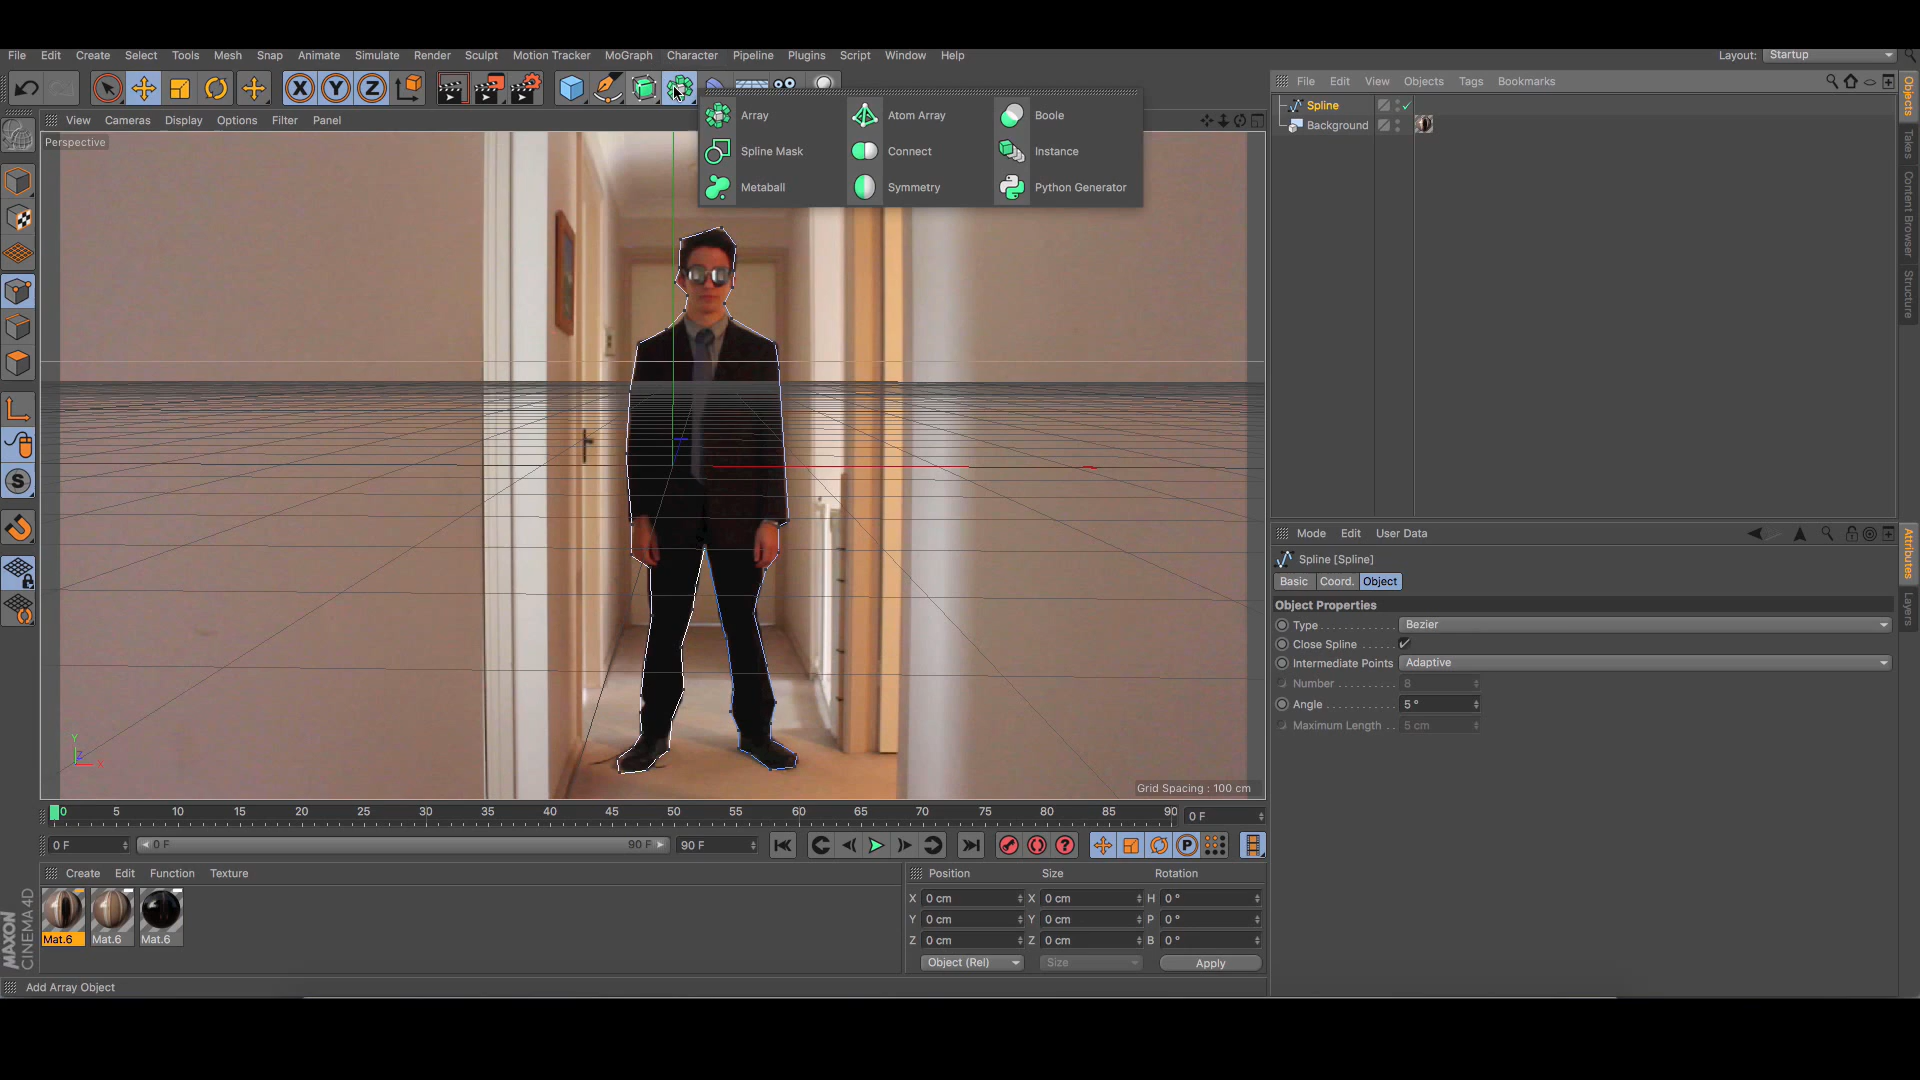 File Edit Create Select Tools Mesh Snap Animate Simulate Render Sculpt Motion Tracker MoGraph Character Pipeline Plugins Script Window Help
Layout: Startup
File Edit View Objects Tags Bookmarks
Spline
Background
Objects
Takes
Content Browser
Structure
View Cameras Display Options Filter Panel
Perspective
Array Atom Array Boole
Spline Mask Connect Instance
Metaball Symmetry Python Generator
X Y Z
S
Y
Z
X
Grid Spacing : 100 cm
Mode Edit User Data
Spline [Spline]
Basic Coord. Object
Object Properties
Type Bezier
Close Spline
Intermediate Points Adaptive
Number 8
Angle 5 °
Maximum Length 5 cm
Attributes
Layers
0 5 10 15 20 25 30 35 40 45 50 55 60 65 70 75 80 85 90 0 F
0 F 0 F 90 F 90 F
? P
Create Edit Function Texture
Mat.6 Mat.6 Mat.6
Position Size Rotation
X 0 cm X 0 cm H 0 °
Y 0 cm Y 0 cm P 0 °
Z 0 cm Z 0 cm B 0 °
Object (Rel) Size Apply
MAXON
CINEMA 4D
Add Array Object